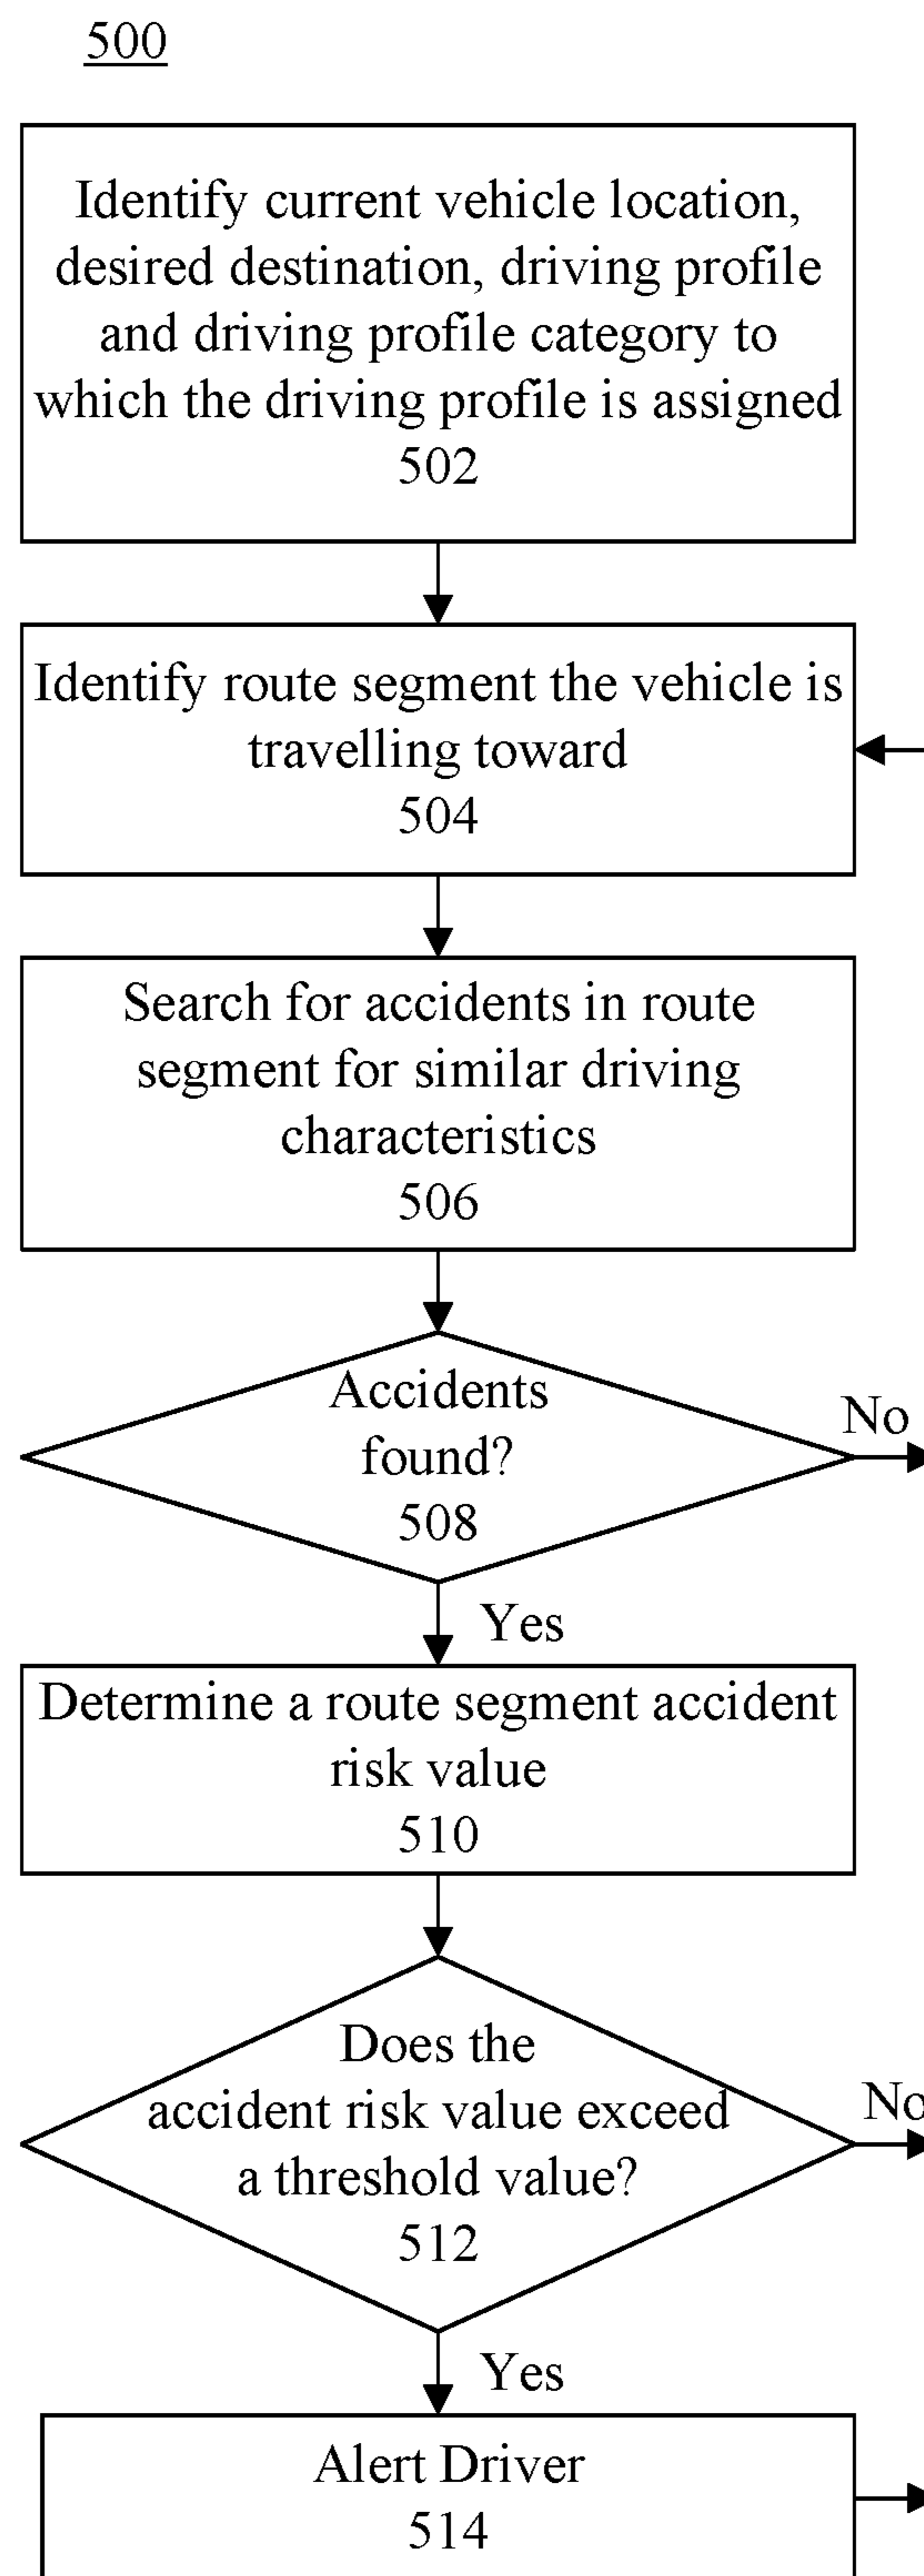 500
Identify current vehicle location,
desired destination, driving profile
and driving profile category to
which the driving profile is assigned
502
Identify route segment the vehicle is
travelling toward
504
Search for accidents in route
segment for similar driving
characteristics
506
Accidents
found?
508
No
Yes
Determine a route segment accident
risk value
510
Does the
accident risk value exceed
a threshold value?
512
No
Yes
Alert Driver
514